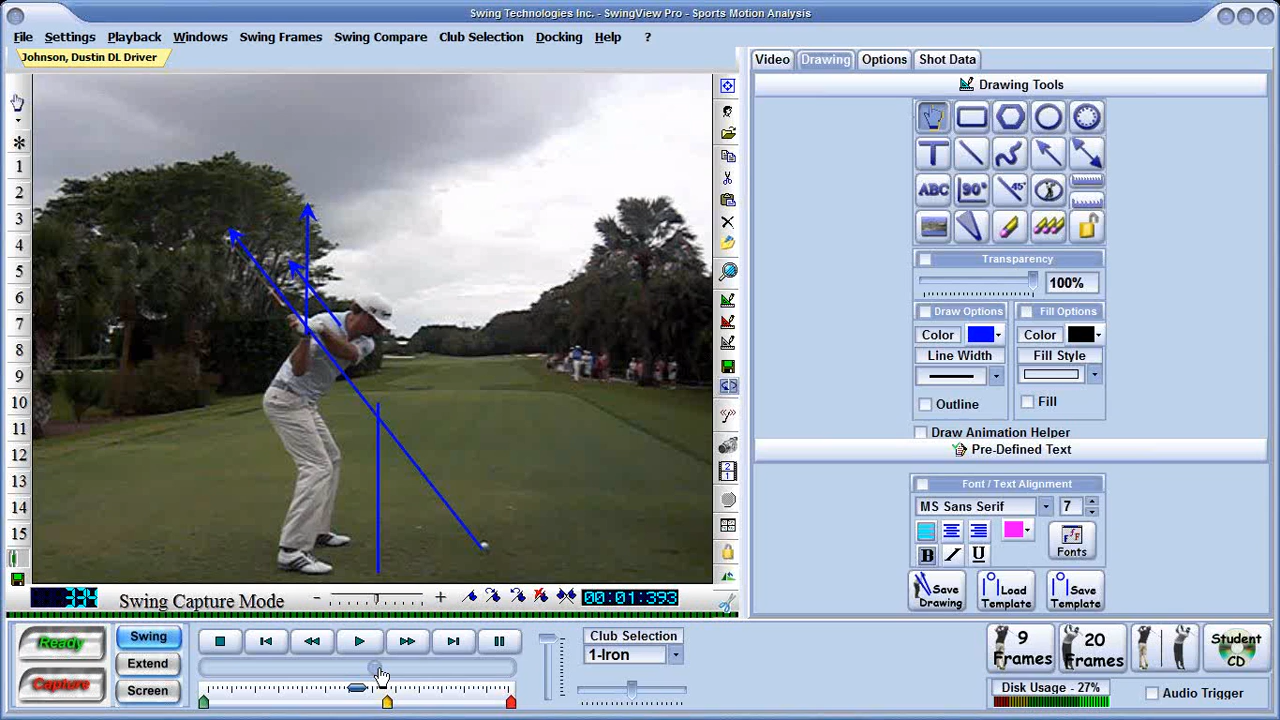 Swing Technologies Inc. - SwingView Pro - Sports Motion Analysis
File Settings Playback Windows Swing Frames Swing Compare Club Selection Docking Help ?
Johnson, Dustin DL Driver
Video Drawing Options Shot Data
Drawing Tools
T
ABC 90° 45°
Transparency
100%
Draw Options Fill Options
Color Color
Line Width Fill Style
Outline Fill
Draw Animation Helper
Pre-Defined Text
Font / Text Alignment
MS Sans Serif 7
B I U Fonts
Save Drawing Load Template Save Template
1
2
3
4
5
6
7
8
9
10
11
12
13
14
15
34 Swing Capture Mode - + 00:01:393
Ready Swing Club Selection
1-Iron
Extend
Capture Screen
9 Frames 20 Frames Student CD
Disk Usage - 27% Audio Trigger